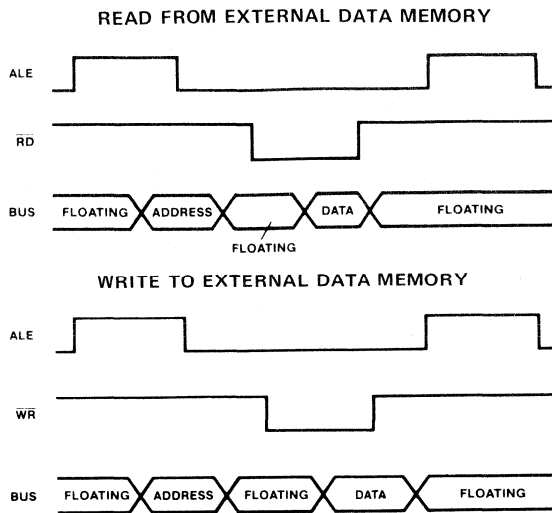 READ FROM EXTERNAL DATA MEMORY
ALE
RD
BUS FLOATING ADDRESS DATA FLOATING
FLOATING
WRITE TO EXTERNAL DATA MEMORY
ALE
WR
BUS FLOATING ADDRESS FLOATING DATA FLOATING